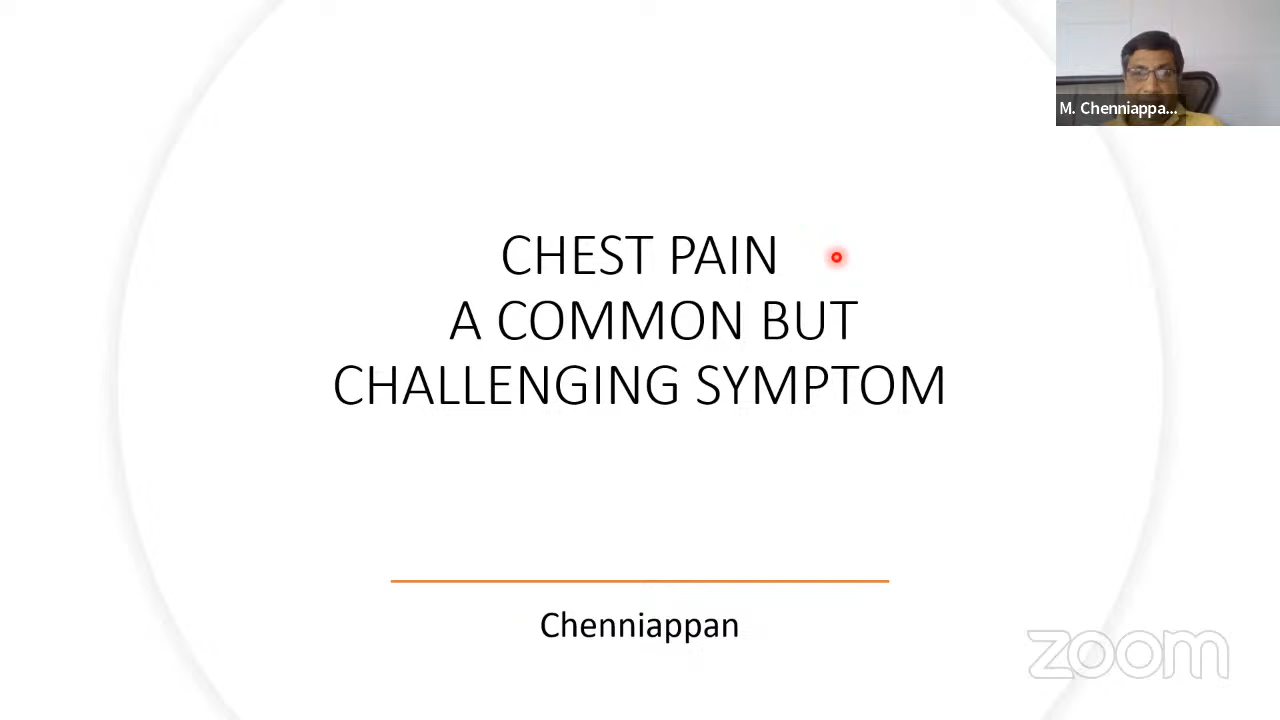 M. Chenniappa...
CHEST PAIN
A COMMON BUT
CHALLENGING SYMPTOM
Chenniappan
zoom